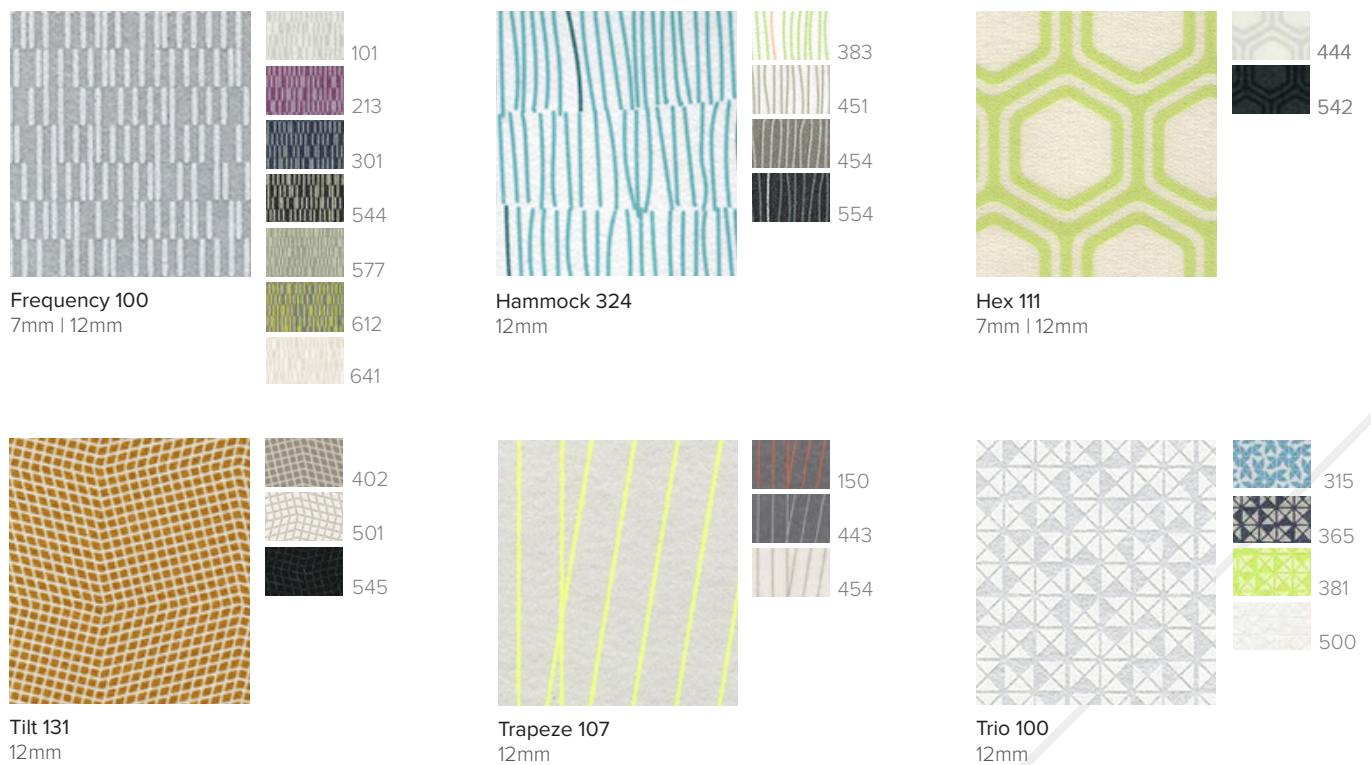 101
213
301
544
577
612
641
Frequency 100
7mm | 12mm
383
451
454
554
Hammock 324
12mm
444
542
Hex 111
7mm | 12mm
402
501
545
Tilt 131
12mm
150
443
454
Trapeze 107
12mm
315
365
381
500
Trio 100
12mm